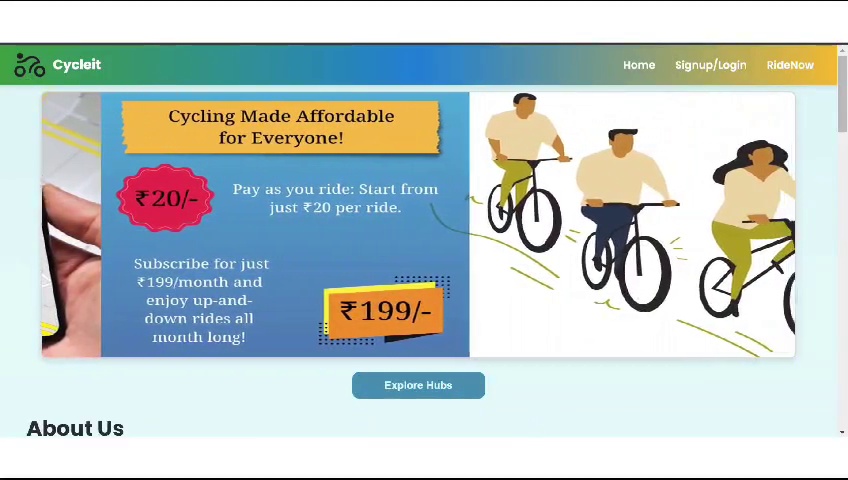 Cycleit
Home
Signup/Login
RideNow
Cycling Made Affordable
for Everyone!
₹20/-
Pay as you ride: Start from
just ₹20 per ride.
Subscribe for just
₹199/month and
enjoy up-and-
down rides all
month long!
₹199/-
Explore Hubs
About Us